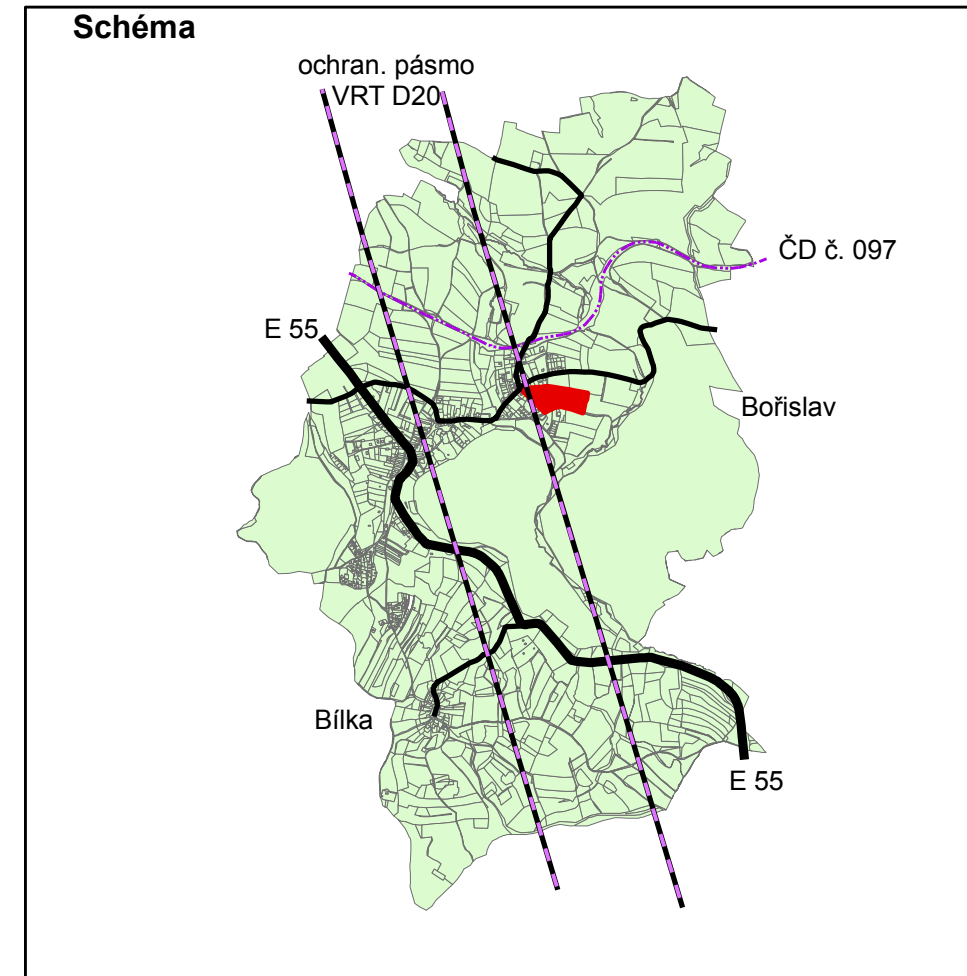 Schéma
ochran. pásmo
VRT D20
ČD č. 097
E 55
Bořislav
Bílka
E 55